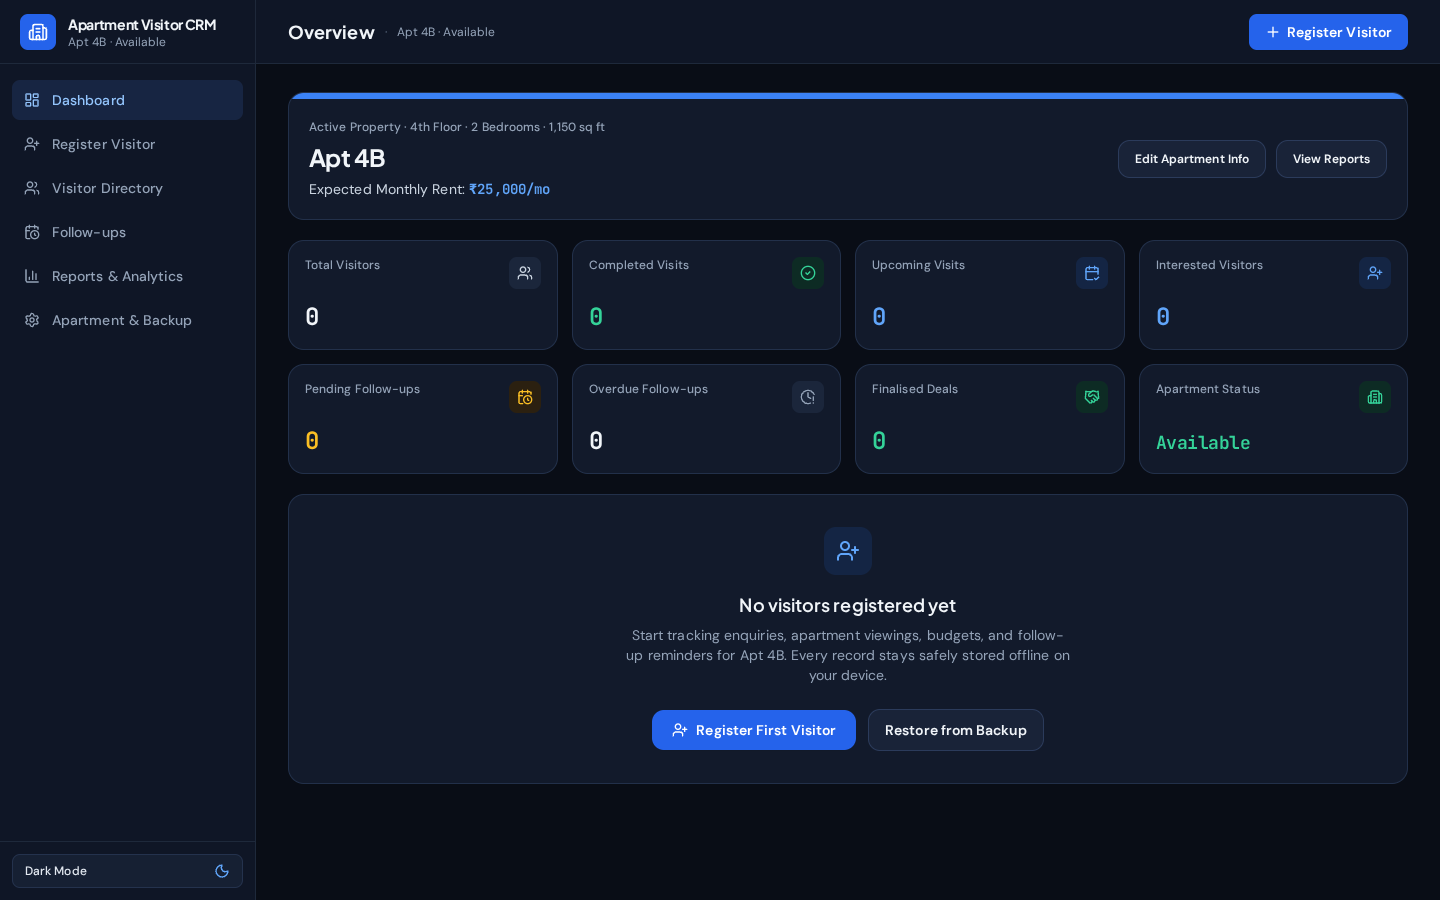 Apartment Visitor CRM
Apt 4B · Available
Overview · Apt 4B · Available
Register Visitor
Dashboard
Register Visitor
Visitor Directory
Follow-ups
Reports & Analytics
Apartment & Backup
Dark Mode
Active Property · 4th Floor · 2 Bedrooms · 1,150 sq ft
Apt 4B
Expected Monthly Rent: ₹25,000/mo
Edit Apartment Info
View Reports
Total Visitors
0
Completed Visits
0
Upcoming Visits
0
Interested Visitors
0
Pending Follow-ups
0
Overdue Follow-ups
0
Finalised Deals
0
Apartment Status
Available
No visitors registered yet
Start tracking enquiries, apartment viewings, budgets, and follow-
up reminders for Apt 4B. Every record stays safely stored offline on
your device.
Register First Visitor
Restore from Backup